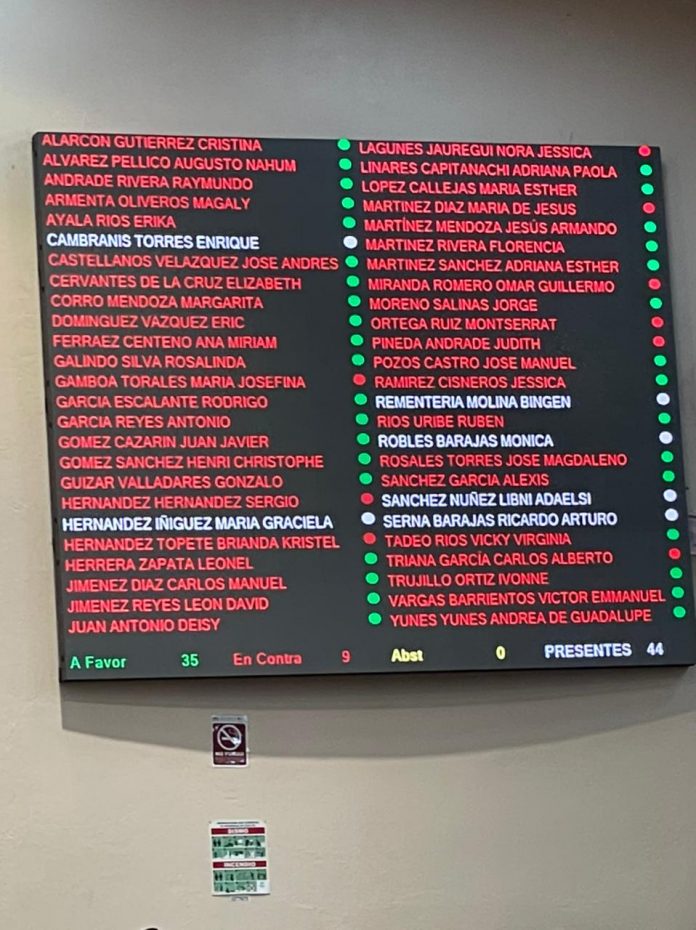 ALARCON GUTIERREZ CRISTINA
ALVAREZ PELLICO AUGUSTO NAHUM
ANDRADE RIVERA RAYMUNDO
ARMENTA OLIVEROS MAGALY
AYALA RIOS ERIKA
CAMBRANIS TORRES ENRIQUE
CASTELLANOS VELAZQUEZ JOSE ANDRES
CERVANTES DE LA CRUZ ELIZABETH
CORRO MENDOZA MARGARITA
DOMINGUEZ VAZQUEZ ERIC
FERRAEZ CENTENO ANA MIRIAM
GALINDO SILVA ROSALINDA
GAMBOA TORALES MARIA JOSEFINA
GARCIA ESCALANTE RODRIGO
GARCIA REYES ANTONIO
GOMEZ CAZARIN JUAN JAVIER
GOMEZ SANCHEZ HENRI CHRISTOPHE
GUIZAR VALLADARES GONZALO
HERNANDEZ HERNANDEZ SERGIO
HERNANDEZ IÑIGUEZ MARIA GRACIELA
HERNANDEZ TOPETE BRIANDA KRISTEL
HERRERA ZAPATA LEONEL
JIMENEZ DIAZ CARLOS MANUEL
JIMENEZ REYES LEON DAVID
JUAN ANTONIO DEISY
LAGUNES JAUREGUI NORA JESSICA
LINARES CAPITANACHI ADRIANA PAOLA
LOPEZ CALLEJAS MARIA ESTHER
MARTINEZ DIAZ MARIA DE JESUS
MARTÍNEZ MENDOZA JESÚS ARMANDO
MARTINEZ RIVERA FLORENCIA
MARTINEZ SANCHEZ ADRIANA ESTHER
MIRANDA ROMERO OMAR GUILLERMO
MORENO SALINAS JORGE
ORTEGA RUIZ MONTSERRAT
PINEDA ANDRADE JUDITH
POZOS CASTRO JOSE MANUEL
RAMIREZ CISNEROS JESSICA
REMENTERIA MOLINA BINGEN
RIOS URIBE RUBEN
ROBLES BARAJAS MONICA
ROSALES TORRES JOSE MAGDALENO
SANCHEZ GARCIA ALEXIS
SANCHEZ NUÑEZ LIBNI ADAELSI
SERNA BARAJAS RICARDO ARTURO
TADEO RIOS VICKY VIRGINIA
TRIANA GARCÍA CARLOS ALBERTO
TRUJILLO ORTIZ IVONNE
VARGAS BARRIENTOS VICTOR EMMANUEL
YUNES YUNES ANDREA DE GUADALUPE
A Favor 35 En Contra 9 Abst 0 PRESENTES 44
NO FUMAR
SISMO
INCENDIO